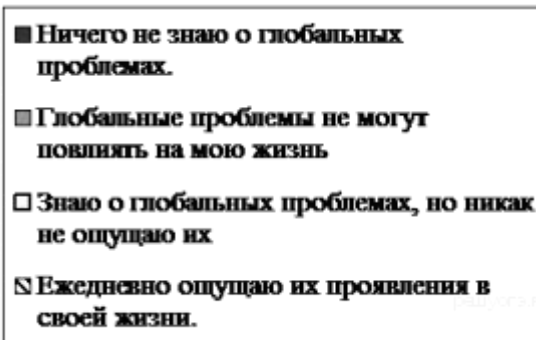 Ничего не знаю о глобальных
проблемах.
Глобальные проблемы не могут
повлиять на мою жизнь
Знаю о глобальных проблемах, но никак
не ощущаю их
Ежедневно ощущаю их проявления в
своей жизни.